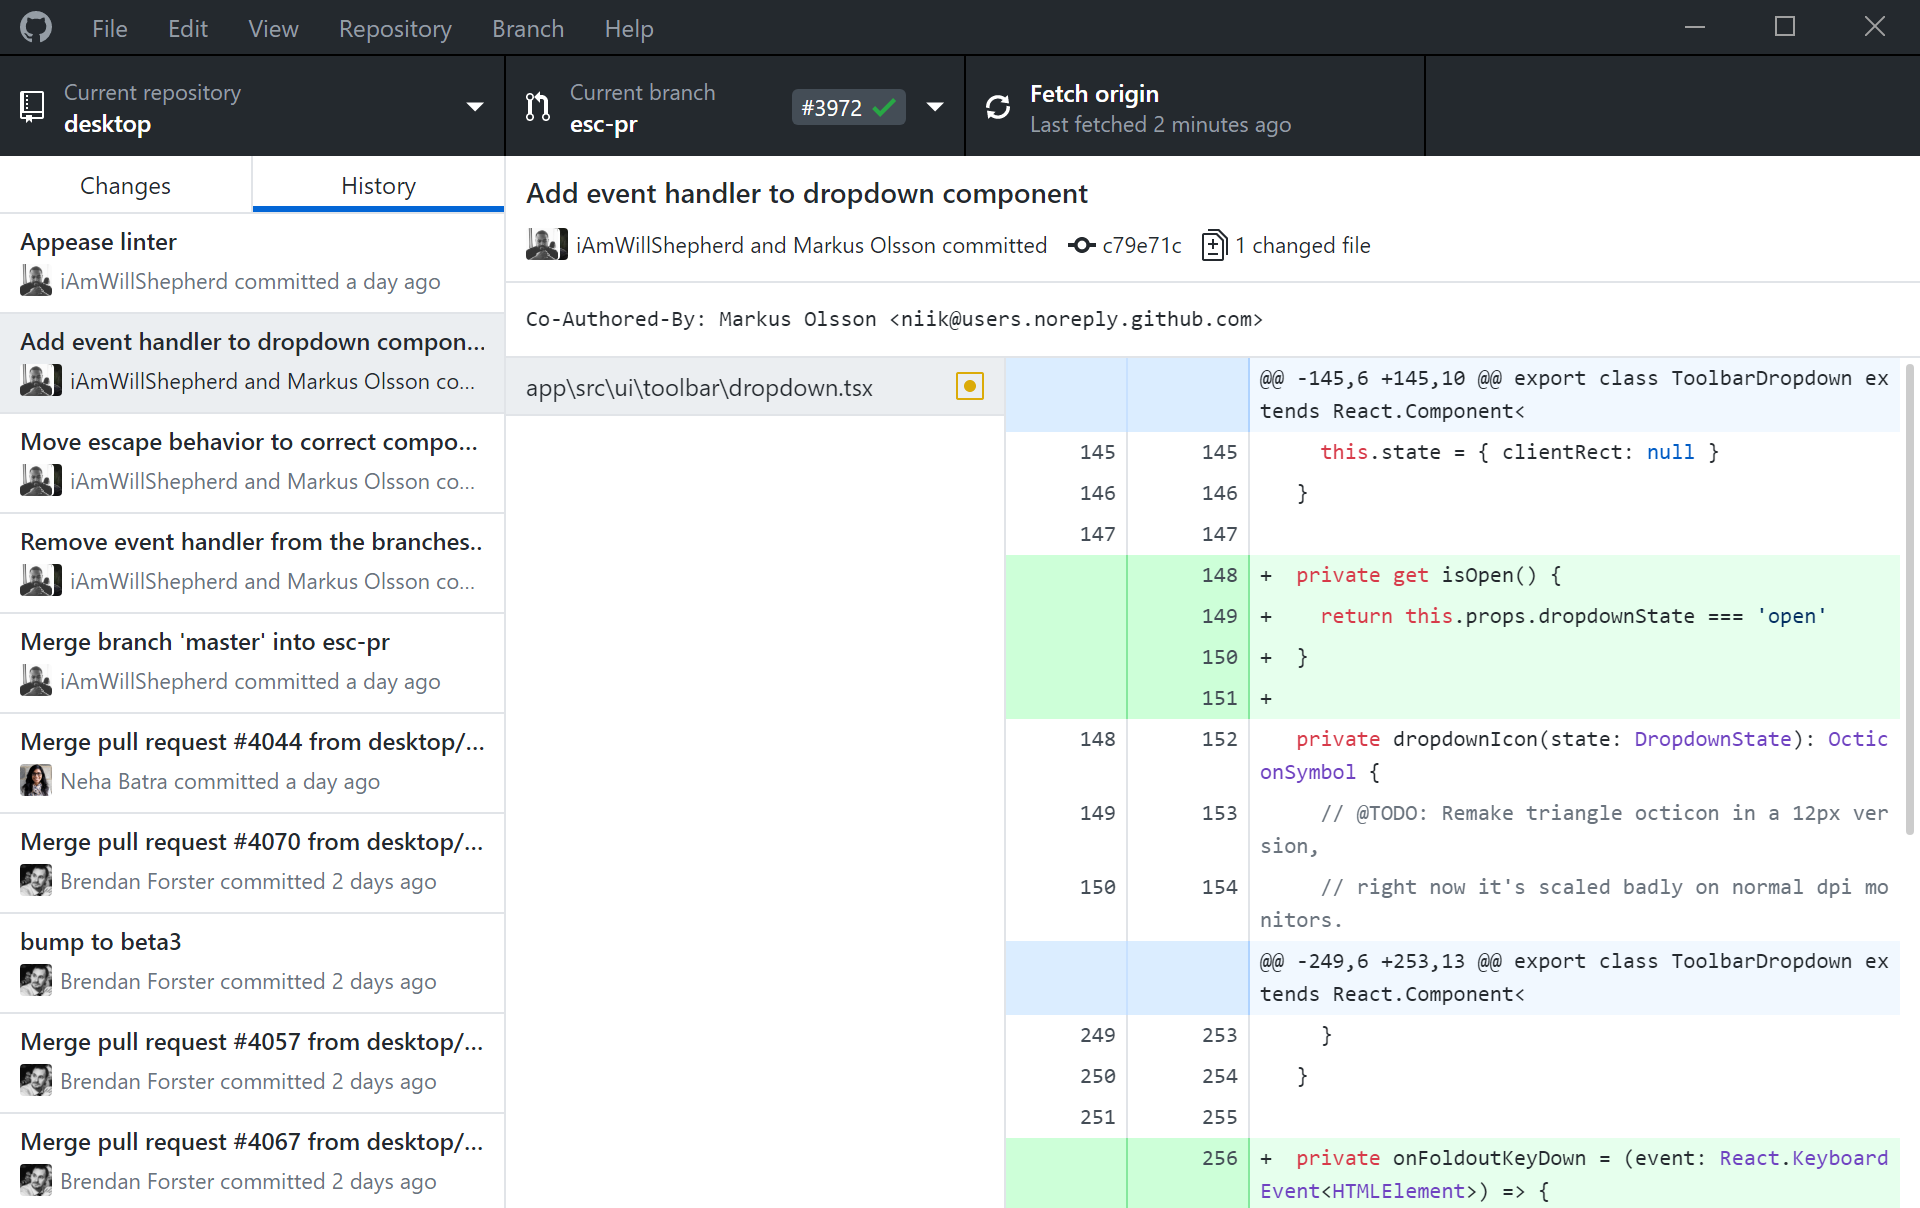 File Edit View Repository Branch Help
Current repository
desktop
Current branch
esc-pr
#3972
Fetch origin
Last fetched 2 minutes ago
Changes
History
Appease linter
iAmWillShepherd committed a day ago
Add event handler to dropdown compon...
iAmWillShepherd and Markus Olsson co...
Move escape behavior to correct compo...
iAmWillShepherd and Markus Olsson co...
Remove event handler from the branches..
iAmWillShepherd and Markus Olsson co...
Merge branch 'master' into esc-pr
iAmWillShepherd committed a day ago
Merge pull request #4044 from desktop/...
Neha Batra committed a day ago
Merge pull request #4070 from desktop/...
Brendan Forster committed 2 days ago
bump to beta3
Brendan Forster committed 2 days ago
Merge pull request #4057 from desktop/...
Brendan Forster committed 2 days ago
Merge pull request #4067 from desktop/...
Brendan Forster committed 2 days ago
Add event handler to dropdown component
iAmWillShepherd and Markus Olsson committed c79e71c 1 changed file
Co-Authored-By: Markus Olsson <niik@users.noreply.github.com>
app\src\ui\toolbar\dropdown.tsx
@@ -145,6 +145,10 @@ export class ToolbarDropdown ex
tends React.Component<
145 145 this.state = { clientRect: null }
146 146 }
147 147
148 + private get isOpen() {
149 + return this.props.dropdownState === 'open'
150 + }
151 +
148 152 private dropdownIcon(state: DropdownState): Octic
onSymbol {
149 153 // @TODO: Remake triangle octicon in a 12px ver
sion,
150 154 // right now it's scaled badly on normal dpi mo
nitors.
@@ -249,6 +253,13 @@ export class ToolbarDropdown ex
tends React.Component<
249 253 }
250 254 }
251 255
256 + private onFoldoutKeyDown = (event: React.Keyboard
Event<HTMLElement>) => {